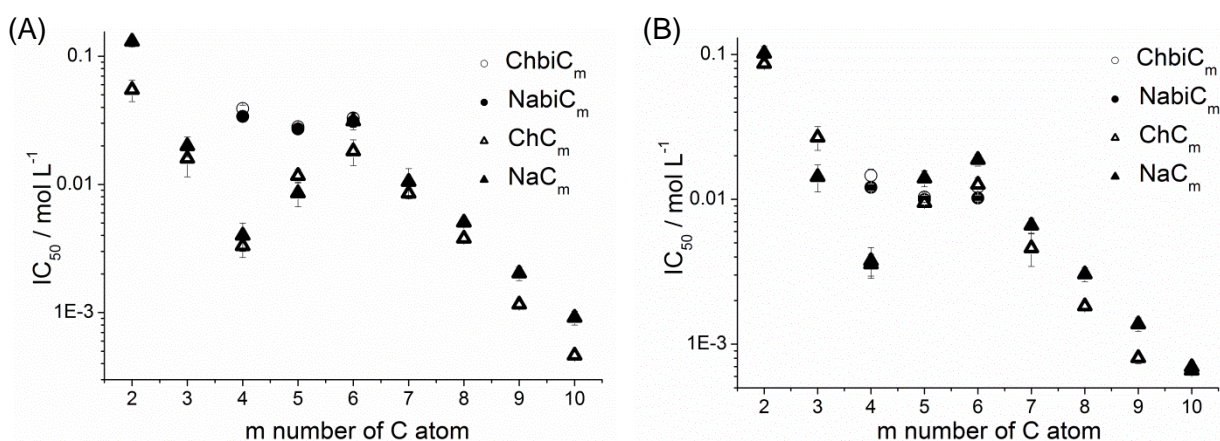 (A)
0.1
0.01
1E-3
IC50 / mol L-1
ChbiCm
NabiCm
ChCm
NaCm
2 3 4 5 6 7 8 9 10
m number of C atom
(B)
0.1
0.01
1E-3
IC50 / mol L-1
ChbiCm
NabiCm
ChCm
NaCm
2 3 4 5 6 7 8 9 10
m number of C atom